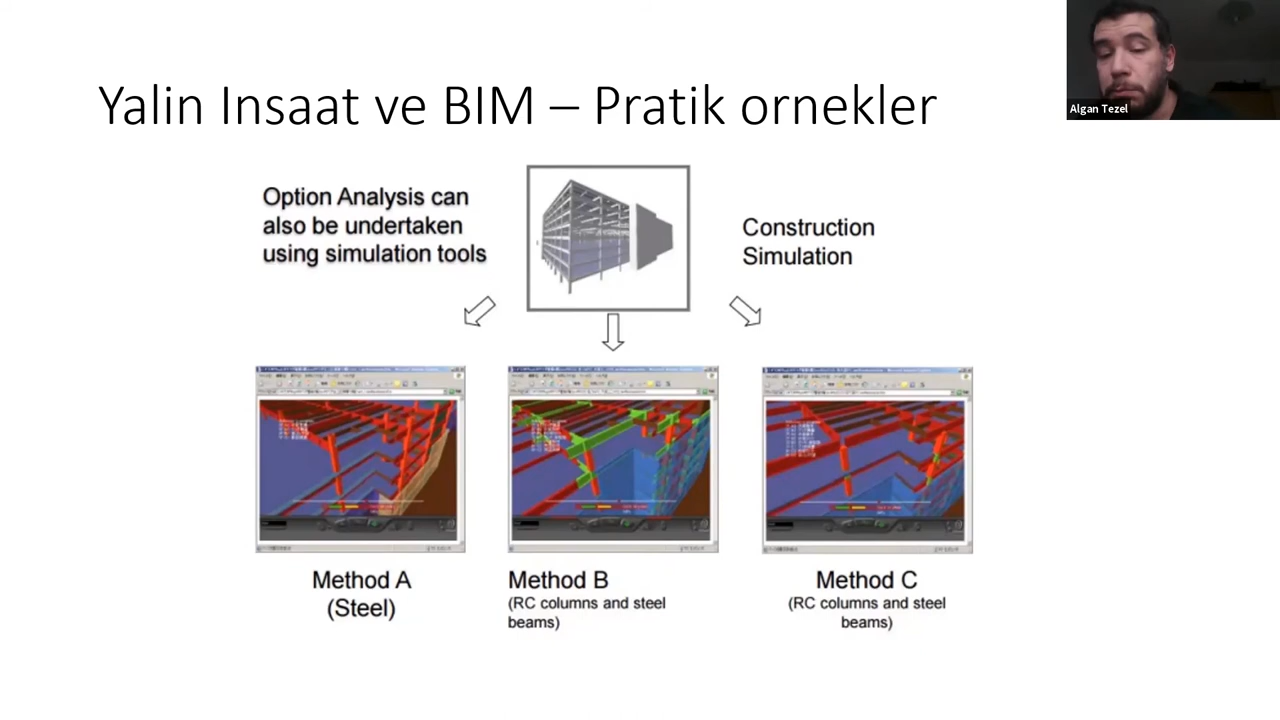 Yalin Insaat ve BIM – Pratik ornekler
Algan Tezel
Option Analysis can
also be undertaken
using simulation tools
Construction
Simulation
Method A
(Steel)
Method B
(RC columns and steel
beams)
Method C
(RC columns and steel
beams)